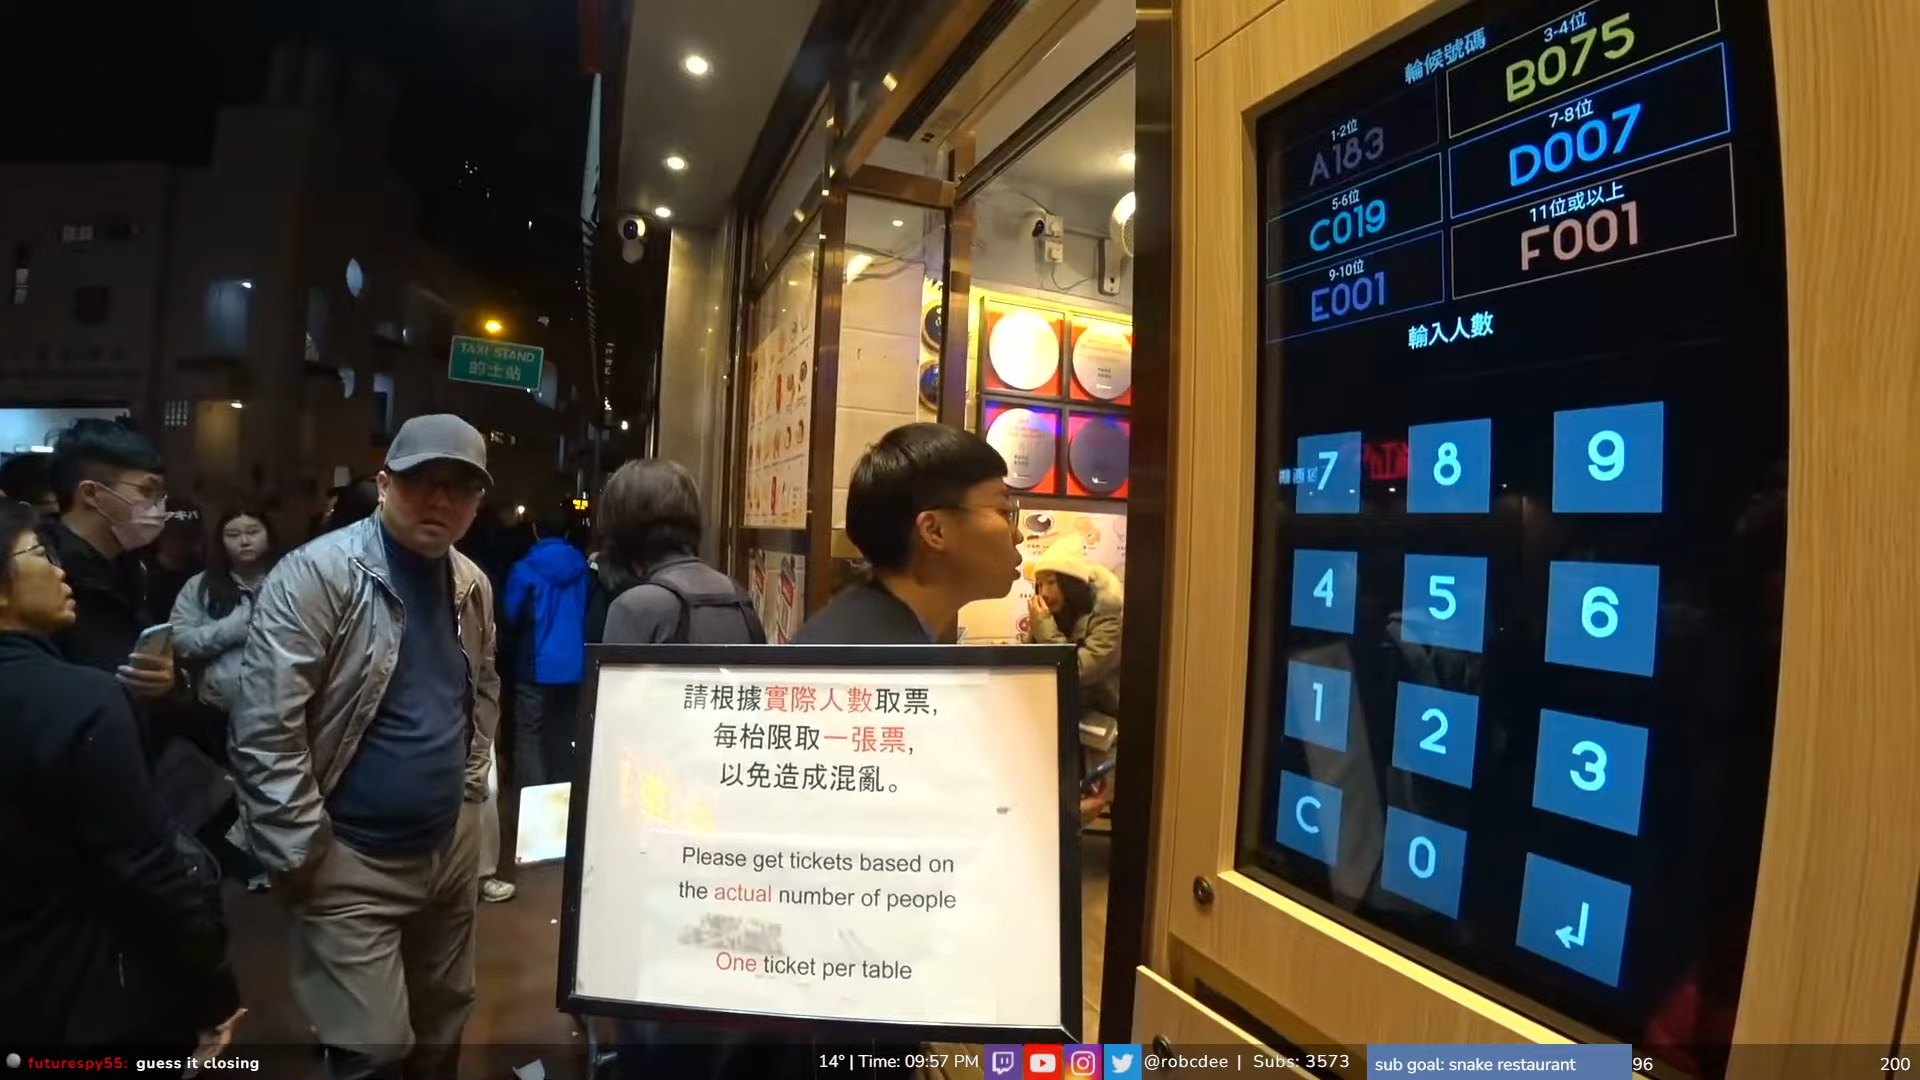 輪候號碼
3-4位
B075
1-2位
A183
7-8位
D007
5-6位
C019
11位或以上
F001
9-10位
E001
輸入人數
7
8
9
4
5
6
1
2
3
C
0
TAXI STAND
的士站
請根據實際人數取票,
每枱限取一張票,
以免造成混亂。
Please get tickets based on
the actual number of people
One ticket per table
futurespy55: guess it closing
14° | Time: 09:57 PM
@robcdee | Subs: 3573
sub goal: snake restaurant
96
200